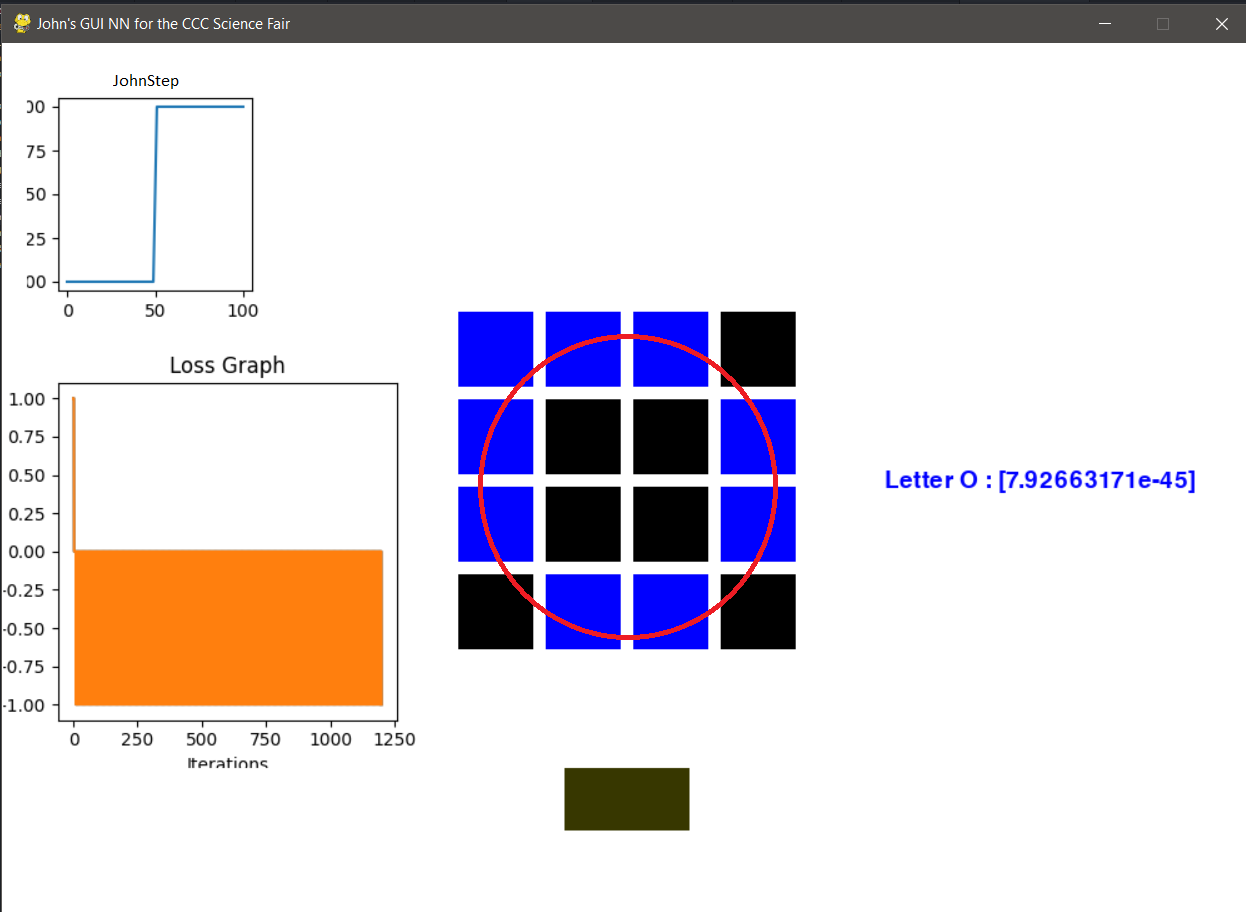 John's GUI NN for the CCC Science Fair
JohnStep
00
75
50
25
00
0 50 100
Loss Graph
1.00
0.75
0.50
0.25
0.00
-0.25
-0.50
-0.75
-1.00
0 250 500 750 1000 1250
Iterations
Letter O : [7.92663171e-45]